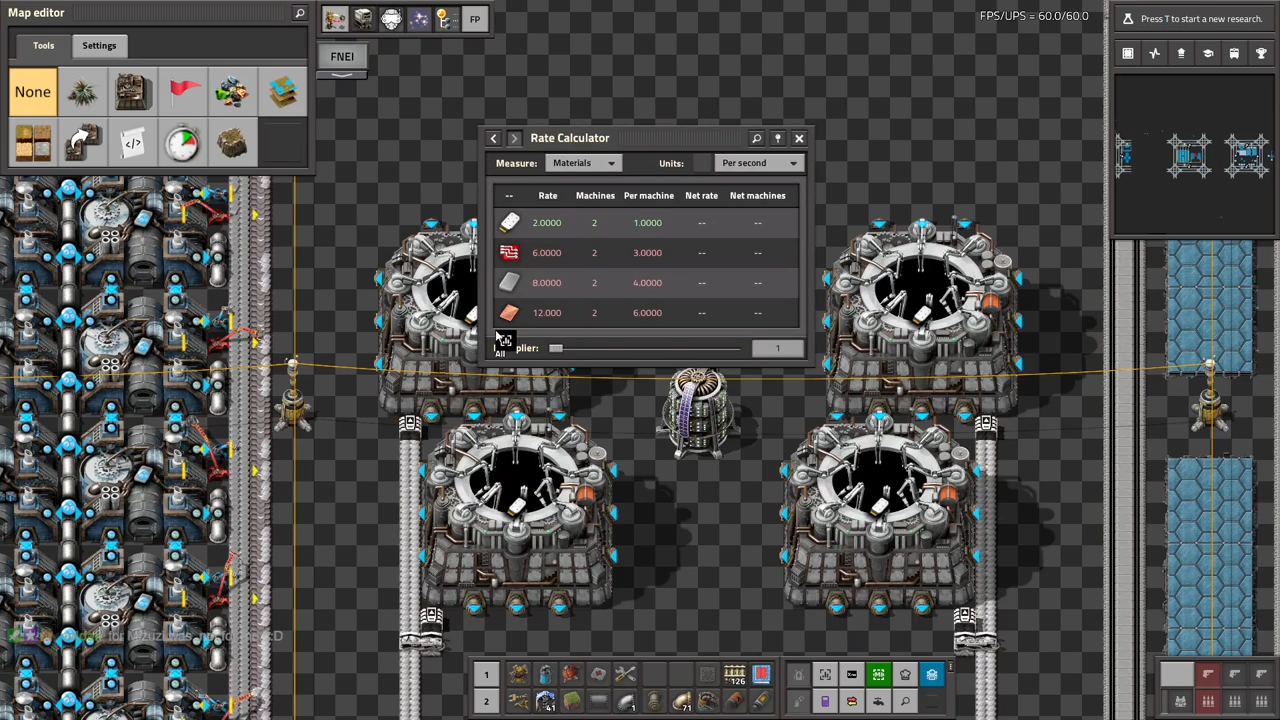 Map editor
FP
FPS/UPS = 60.0/60.0
Press T to start a new research.
Tools
Settings
FNEI
None
Rate Calculator
Measure:
Materials
Units:
Per second
--
Rate
Machines
Per machine
Net rate
Net machines
2.0000
2
1.0000
--
--
6.0000
2
3.0000
--
--
8.0000
2
4.0000
--
--
12.000
2
6.0000
--
--
All
plier:
1
1
126
2
41
1
71